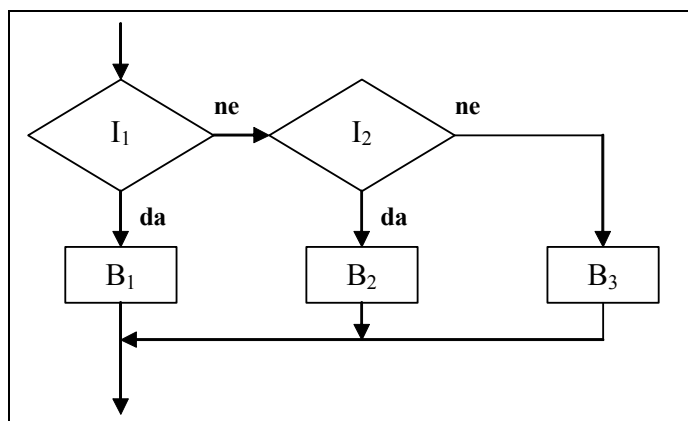 ne ne
I₁ I₂
da da
B₁ B₂ B₃